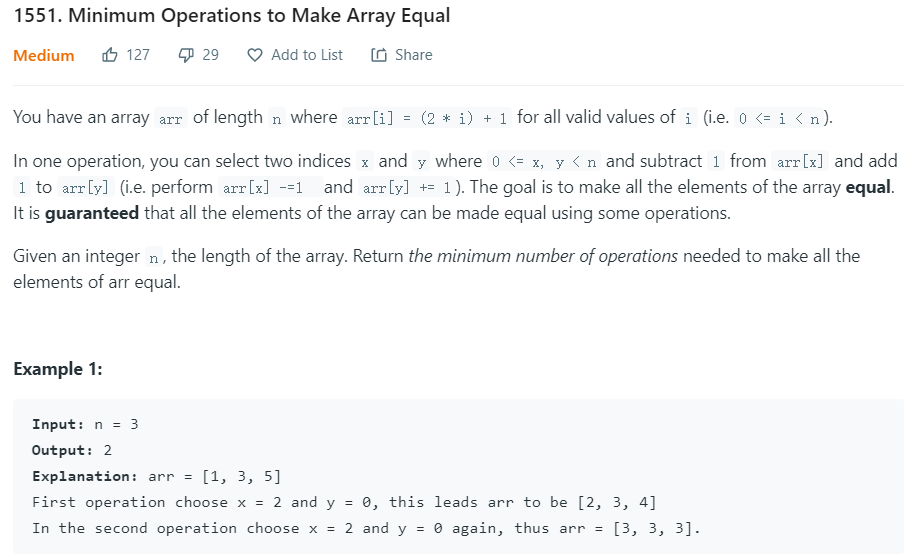 1551. Minimum Operations to Make Array Equal
Medium 127 29 Add to List Share
You have an array arr of length n where arr[i] = (2 * i) + 1 for all valid values of i (i.e. 0 <= i < n).
In one operation, you can select two indices x and y where 0 <= x, y < n and subtract 1 from arr[x] and add
1 to arr[y] (i.e. perform arr[x] -=1 and arr[y] += 1). The goal is to make all the elements of the array equal.
It is guaranteed that all the elements of the array can be made equal using some operations.
Given an integer n, the length of the array. Return the minimum number of operations needed to make all the
elements of arr equal.
Example 1:
Input: n = 3
Output: 2
Explanation: arr = [1, 3, 5]
First operation choose x = 2 and y = 0, this leads arr to be [2, 3, 4]
In the second operation choose x = 2 and y = 0 again, thus arr = [3, 3, 3].